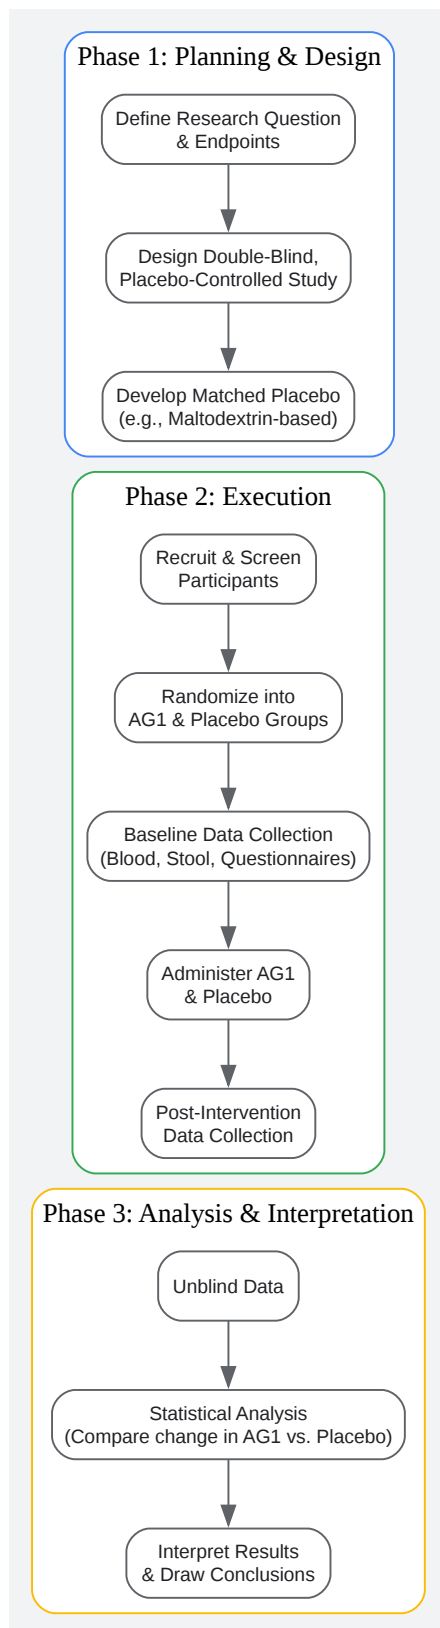 Phase 1: Planning & Design
Define Research Question
& Endpoints
Design Double-Blind,
Placebo-Controlled Study
Develop Matched Placebo
(e.g., Maltodextrin-based)
Phase 2: Execution
Recruit & Screen
Participants
Randomize into
AG1 & Placebo Groups
Baseline Data Collection
(Blood, Stool, Questionnaires)
Administer AG1
& Placebo
Post-Intervention
Data Collection
Phase 3: Analysis & Interpretation
Unblind Data
Statistical Analysis
(Compare change in AG1 vs. Placebo)
Interpret Results
& Draw Conclusions